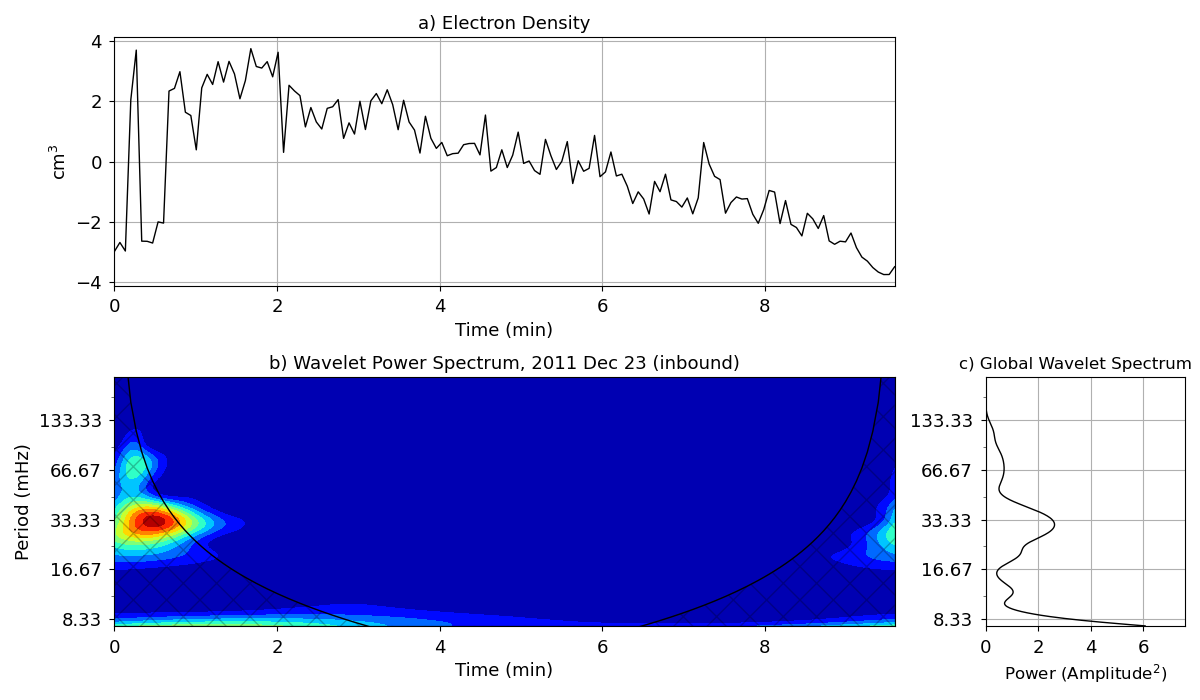 a) Electron Density
4
2
0
−2
−4
cm³
0 2 4 6 8
Time (min)
b) Wavelet Power Spectrum, 2011 Dec 23 (inbound)
133.33
66.67
33.33
16.67
8.33
Period (mHz)
0 2 4 6 8
Time (min)
c) Global Wavelet Spectrum
133.33
66.67
33.33
16.67
8.33
0 2 4 6
Power (Amplitude²)